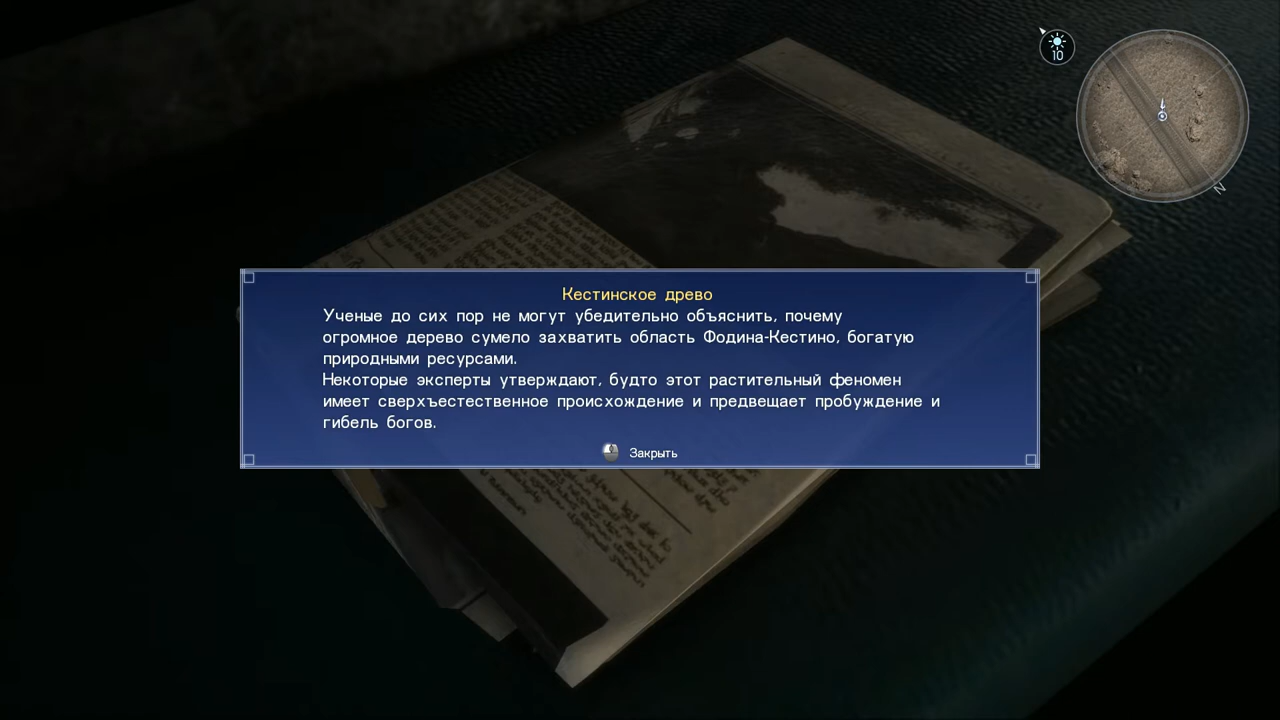 10
N
Кестинское древо
Ученые до сих пор не могут убедительно объяснить, почему
огромное дерево сумело захватить область Фодина-Кестино, богатую
природными ресурсами.
Некоторые эксперты утверждают, будто этот растительный феномен
имеет сверхъестественное происхождение и предвещает пробуждение и
гибель богов.
Закрыть